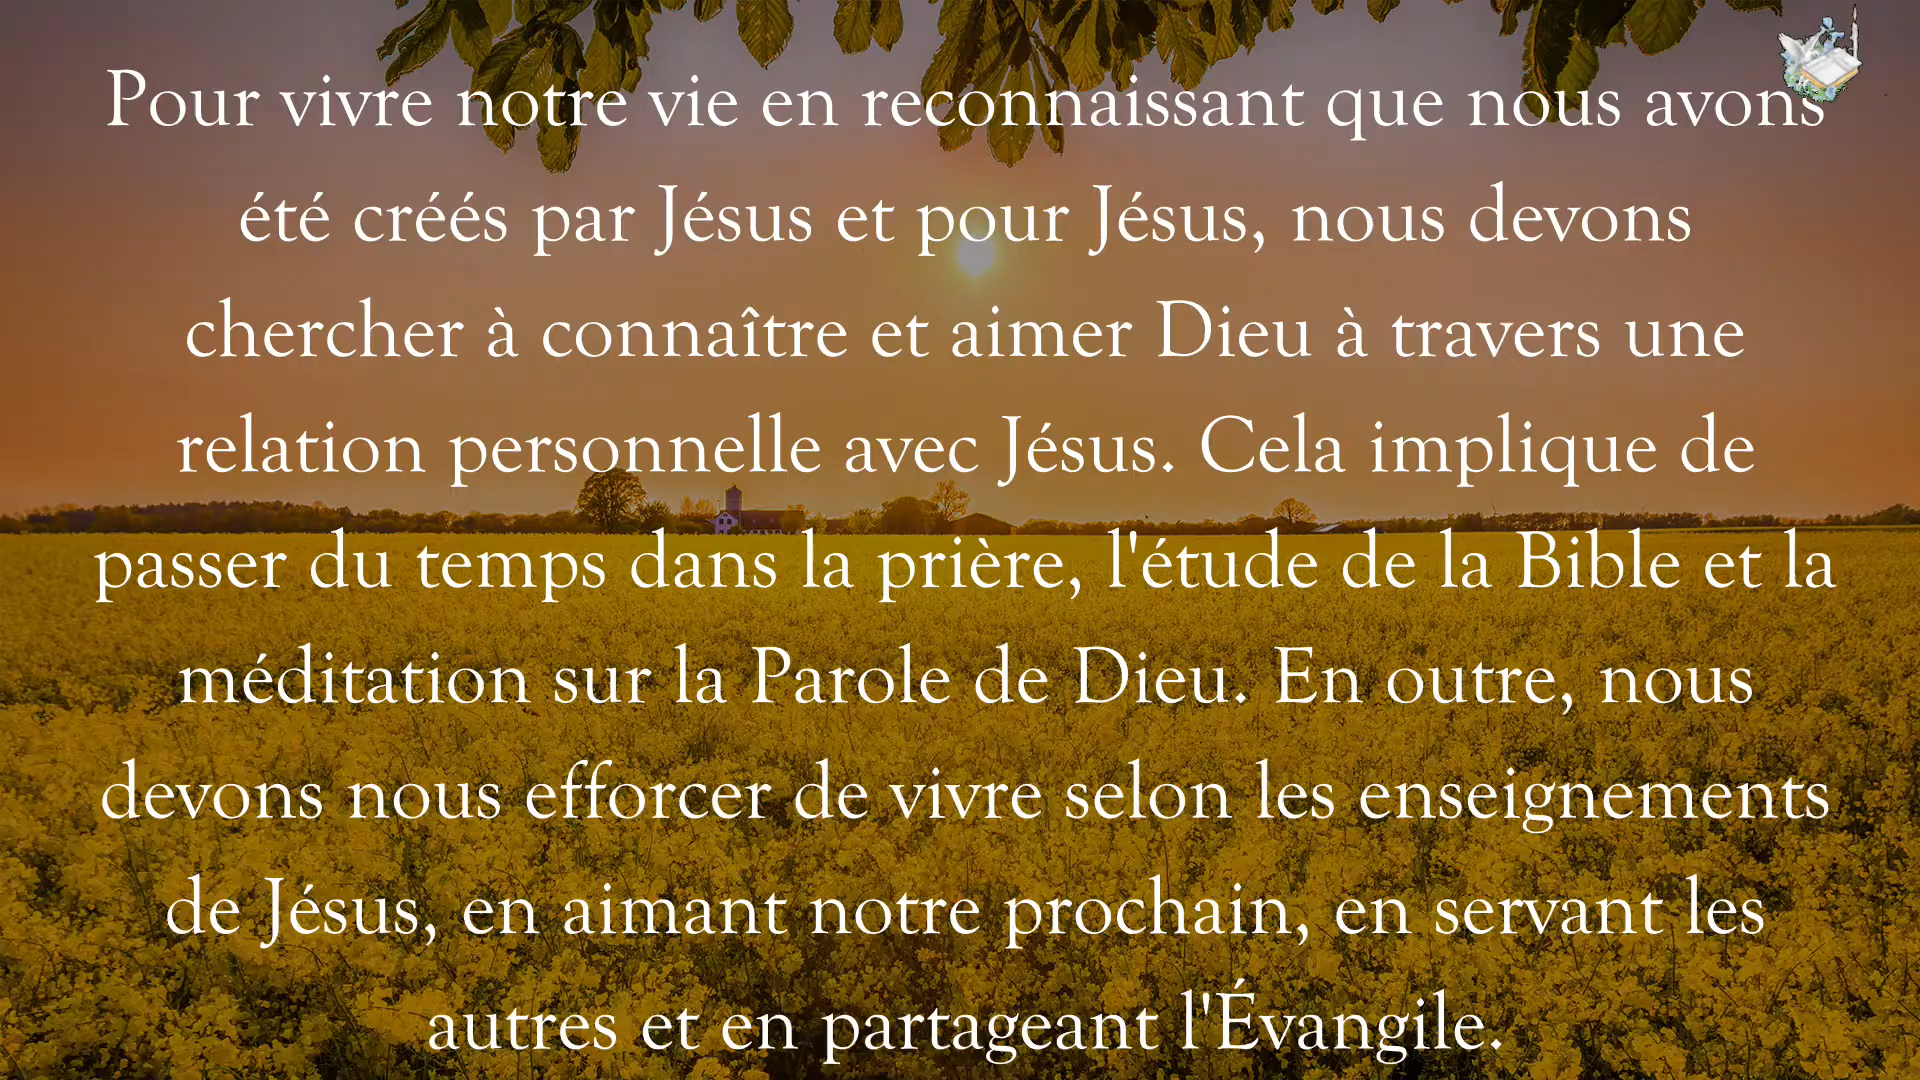 Pour vivre notre vie en reconnaissant que nous avons
été créés par Jésus et pour Jésus, nous devons
chercher à connaître et aimer Dieu à travers une
relation personnelle avec Jésus. Cela implique de
passer du temps dans la prière, l'étude de la Bible et la
méditation sur la Parole de Dieu. En outre, nous
devons nous efforcer de vivre selon les enseignements
de Jésus, en aimant notre prochain, en servant les
autres et en partageant l'Évangile.